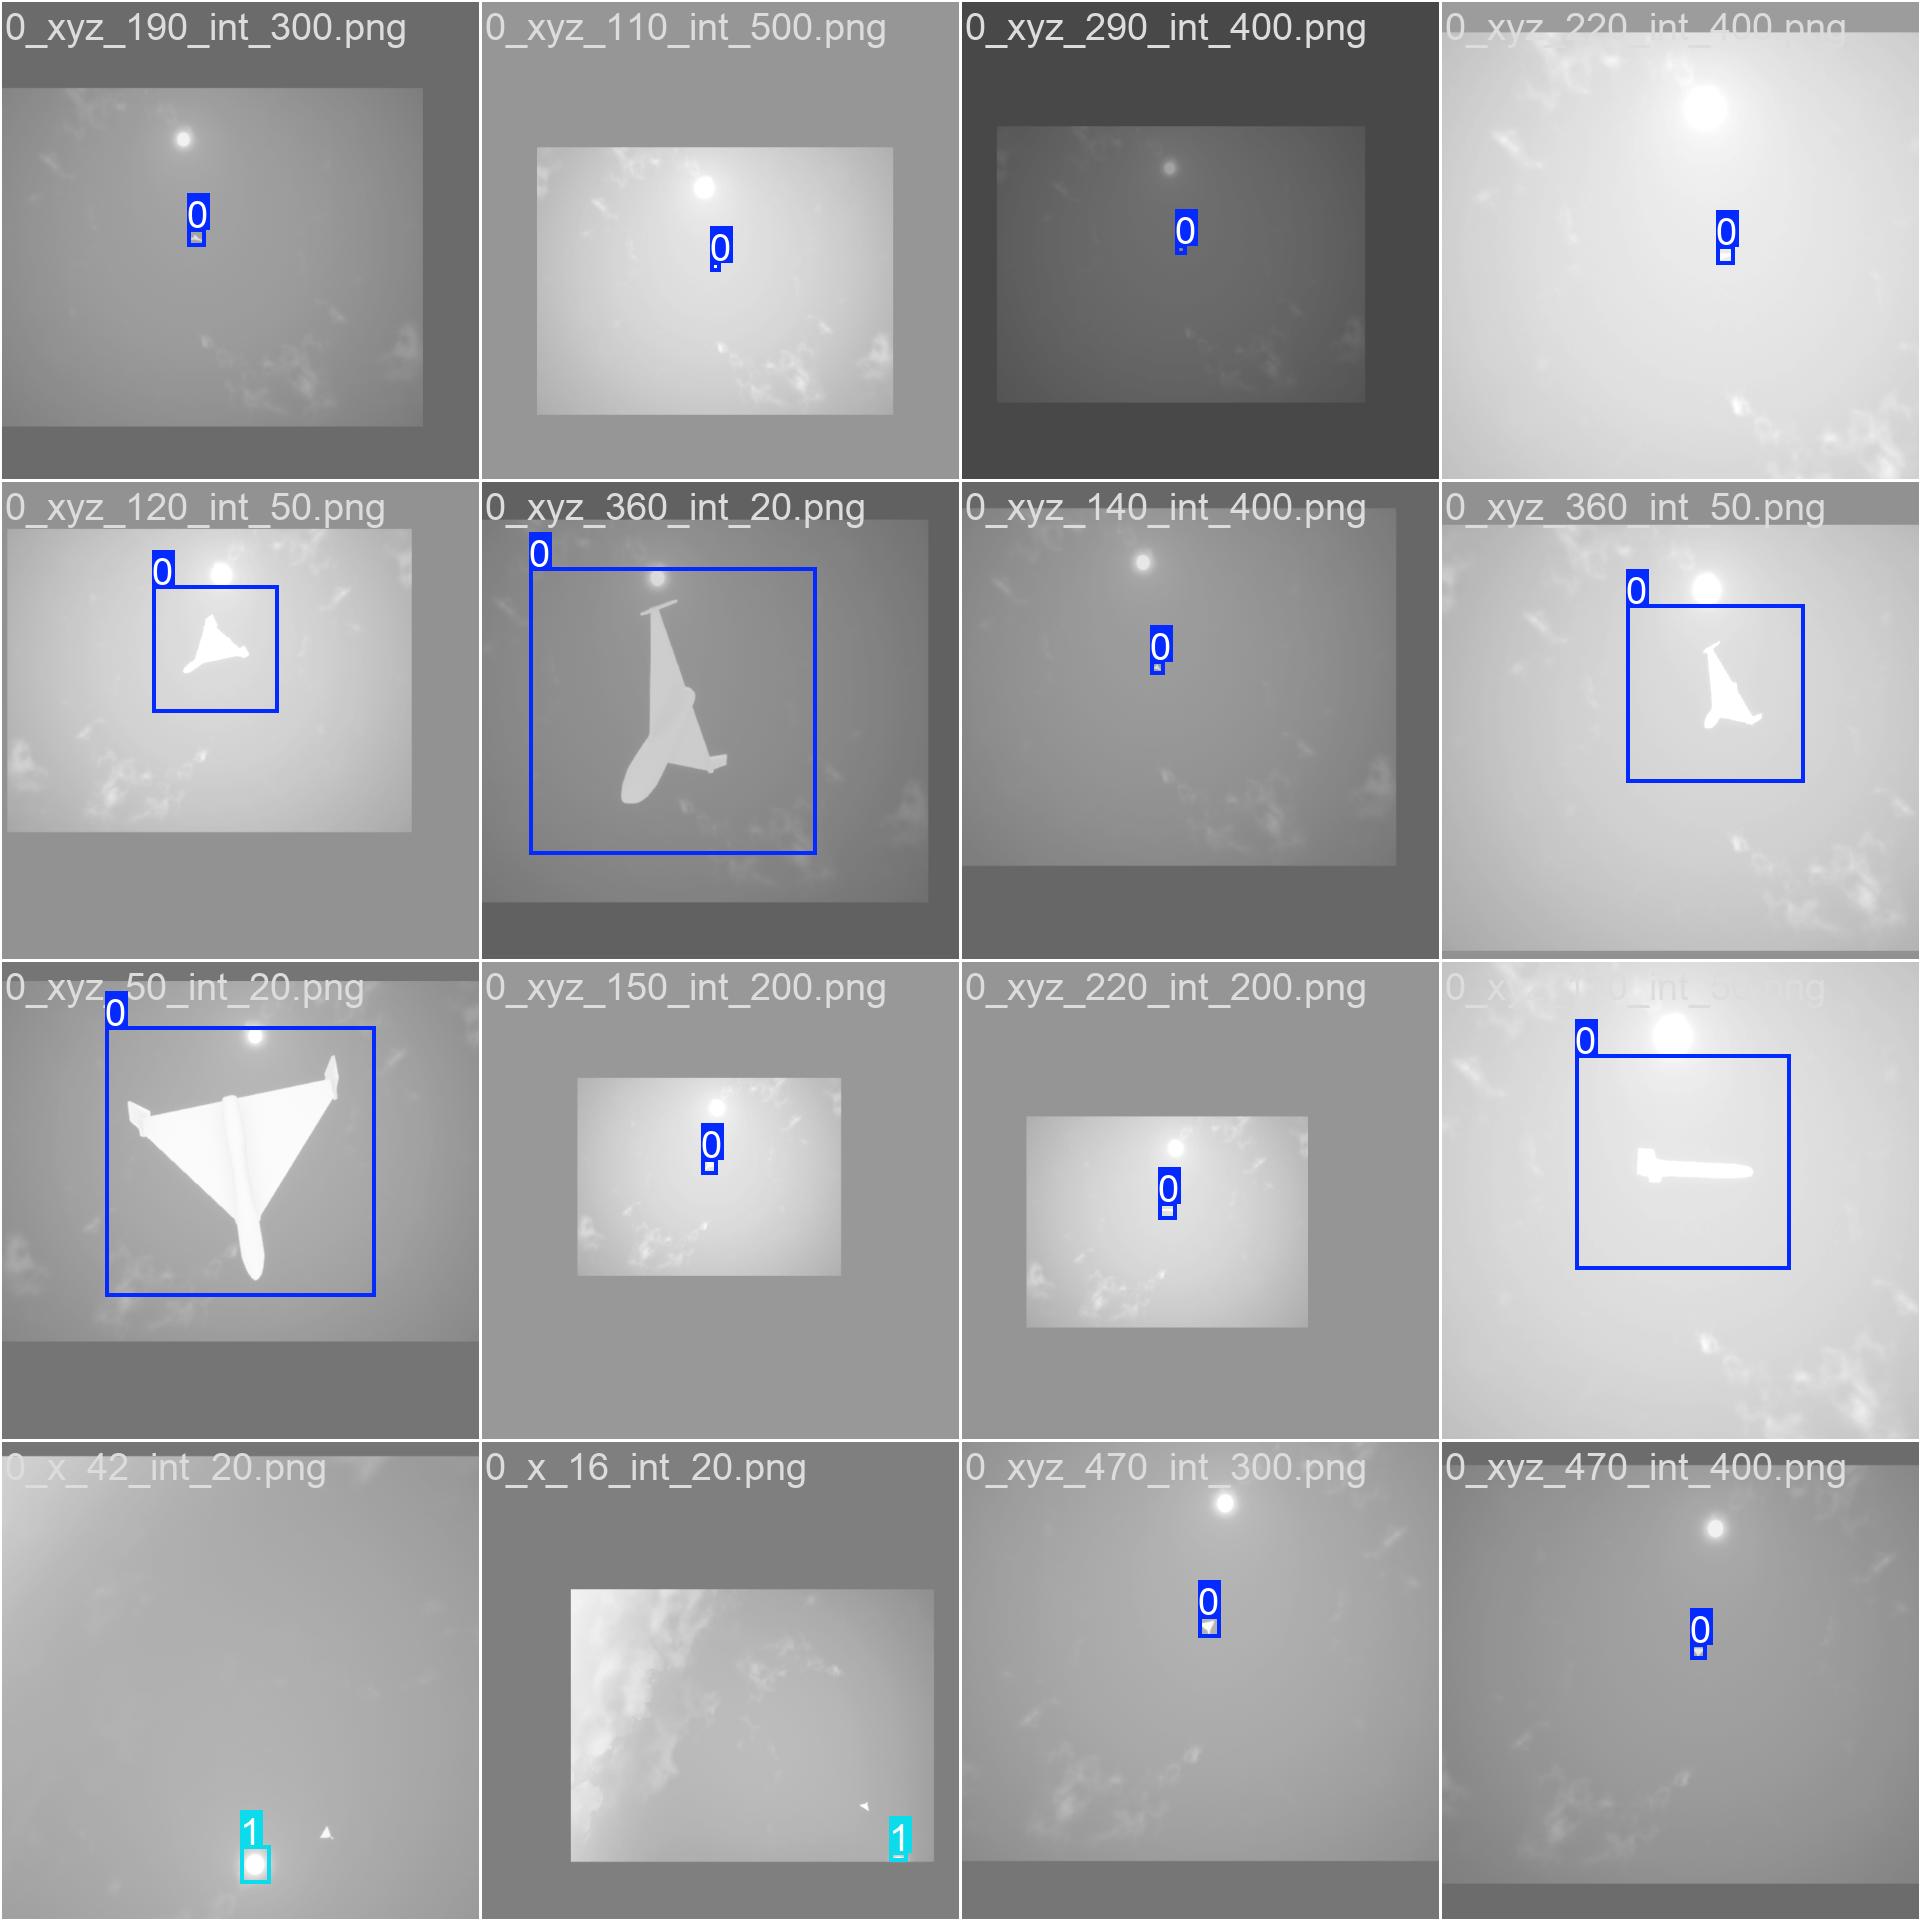 0_xyz_190_int_300.png
0_xyz_110_int_500.png
0_xyz_290_int_400.png
0_xyz_220_int_400.png
0
0
0
0
0_xyz_120_int_50.png
0_xyz_360_int_20.png
0_xyz_140_int_400.png
0_xyz_360_int_50.png
0
0
0
0
0_xyz_50_int_20.png
0_xyz_150_int_200.png
0_xyz_220_int_200.png
0
0
0
0
0_x_42_int_20.png
0_x_16_int_20.png
0_xyz_470_int_300.png
0_xyz_470_int_400.png
1
1
0
0